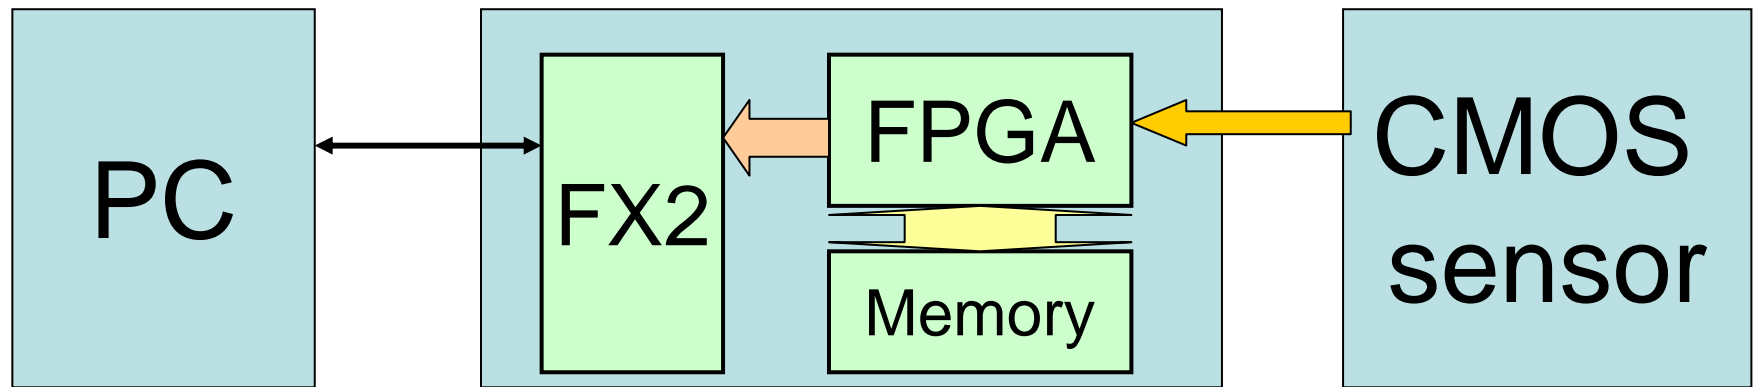 PC
FX2
FPGA
Memory
CMOS
sensor